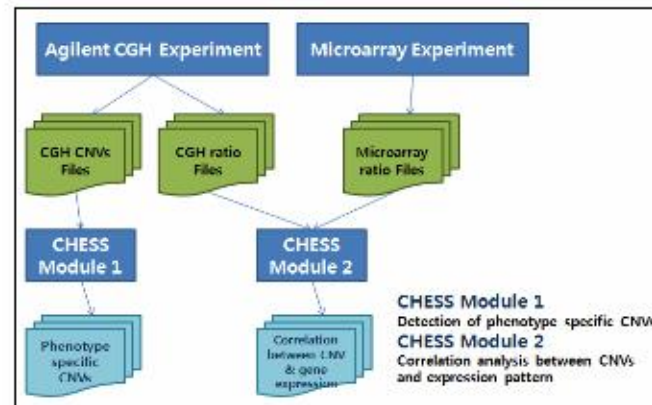 Agilent CGH Experiment
Microarray Experiment
CGH CNVs
Files
CGH ratio
Files
Microarray
ratio Files
CHESS
Module 1
CHESS
Module 2
Phenotype
specific
CNVs
Correlation
between CNV
& gene
expression
CHESS Module 1
Detection of phenotype specific CNVs
CHESS Module 2
Correlation analysis between CNVs
and expression pattern